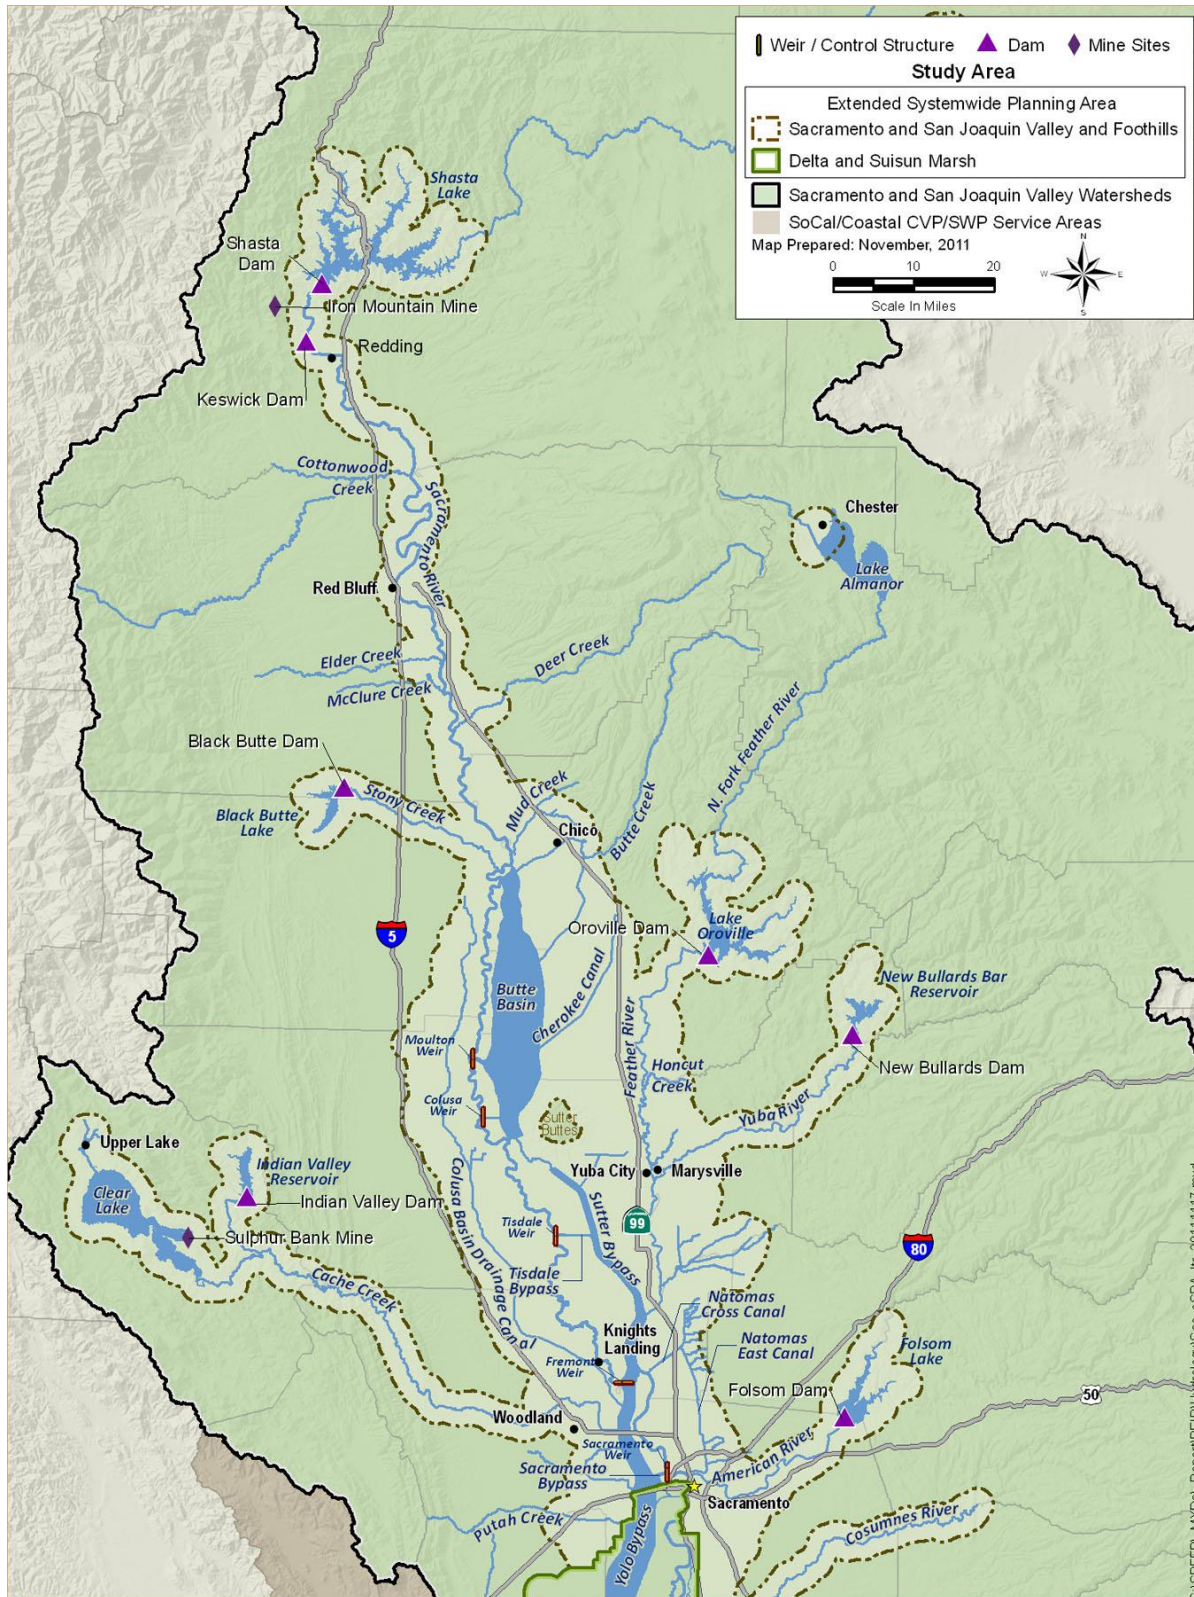 Weir / Control Structure
Dam
Mine Sites
Study Area
Extended Systemwide Planning Area
Sacramento and San Joaquin Valley and Foothills
Delta and Suisun Marsh
Sacramento and San Joaquin Valley Watersheds
SoCal/Coastal CVP/SWP Service Areas
Map Prepared: November, 2011
N
W
E
S
0
10
20
Scale In Miles
Shasta
Lake
Shasta
Dam
Iron Mountain Mine
Redding
Keswick Dam
Cottonwood
Creek
Sacramento River
Chester
Lake
Almanor
Red Bluff
Elder Creek
Deer Creek
McClure Creek
N. Fork Feather River
Black Butte Dam
Stony Creek
Mud Creek
Black Butte
Lake
Chico
Butte Creek
5
Oroville Dam
Lake
Oroville
Butte
Basin
Cherokee Canal
New Bullards Bar
Reservoir
Moulton
Weir
Feather River
Honcut
Creek
New Bullards Dam
Colusa
Weir
Sutter
Buttes
Yuba River
Upper Lake
Indian Valley
Reservoir
Yuba City
Marysville
Clear
Lake
Indian Valley Dam
Colusa Basin Drainage Canal
Sutter Bypass
99
Sulphur Bank Mine
Tisdale
Weir
80
Tisdale
Bypass
Cache Creek
Natomas
Cross Canal
Knights
Landing
Natomas
East Canal
Folsom
Lake
Fremont
Weir
Folsom Dam
50
Woodland
Sacramento
Weir
Sacramento
Bypass
American River
Sacramento
Putah Creek
Yolo Bypass
Cosumnes River